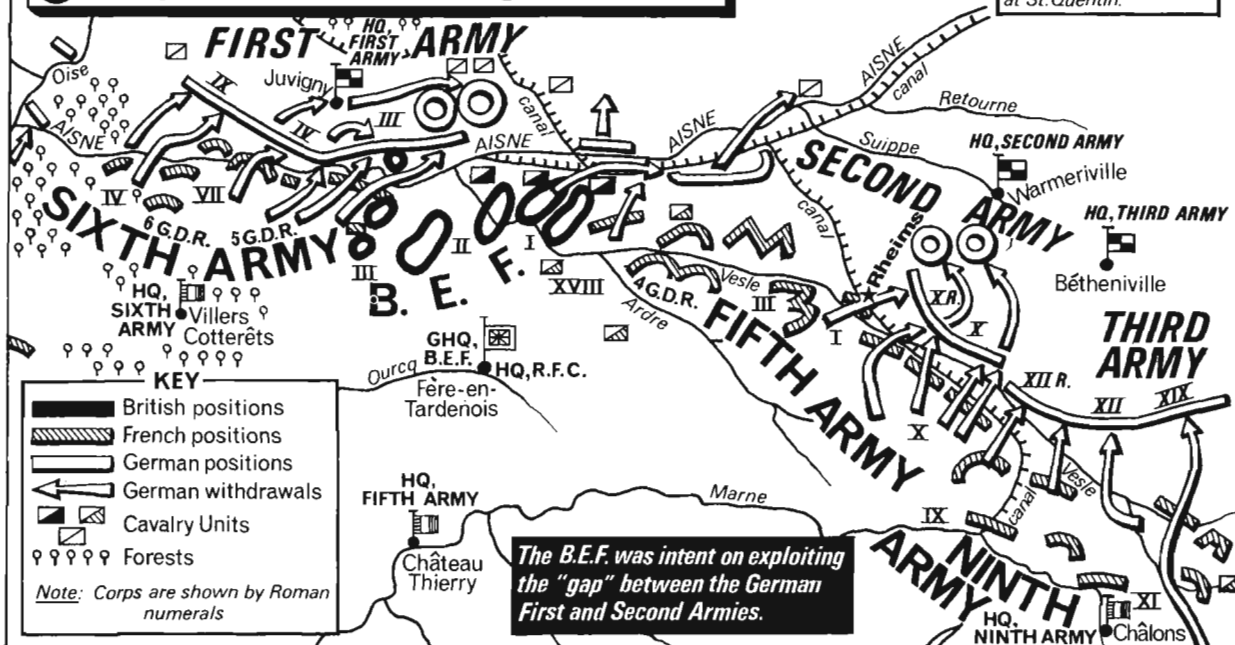 at St. Quentin.
FIRST ARMY
HQ,
FIRST
ARMY
Juvigny
Oise
AISNE
IX
IV
III
canal
AISNE
AISNE
AISNE
canal
Retourne
Suippe
HQ, SECOND ARMY
Warmeriville
SECOND ARMY
HQ, THIRD ARMY
Bétheniville
canal
Rheims
IV
VII
6 G.D.R.
5 G.D.R.
SIXTH ARMY
III
II
I
B. E. F.
XVIII
Vesle
Ardre
4 G.D.R.
III
I
X R.
X
FIFTH ARMY
THIRD
ARMY
XII R.
XII
XIX
X
Vesle
canal
HQ,
SIXTH
ARMY
Villers
Cotterêts
GHQ,
B.E.F.
HQ, R.F.C.
Ourcq
Fère-en-
Tardenois
KEY
British positions
French positions
German positions
German withdrawals
Cavalry Units
Forests
Note: Corps are shown by Roman
numerals
HQ,
FIFTH ARMY
Château
Thierry
Marne
The B.E.F. was intent on exploiting
the "gap" between the German
First and Second Armies.
IX
NINTH
ARMY
XI
HQ,
NINTH ARMY
Châlons